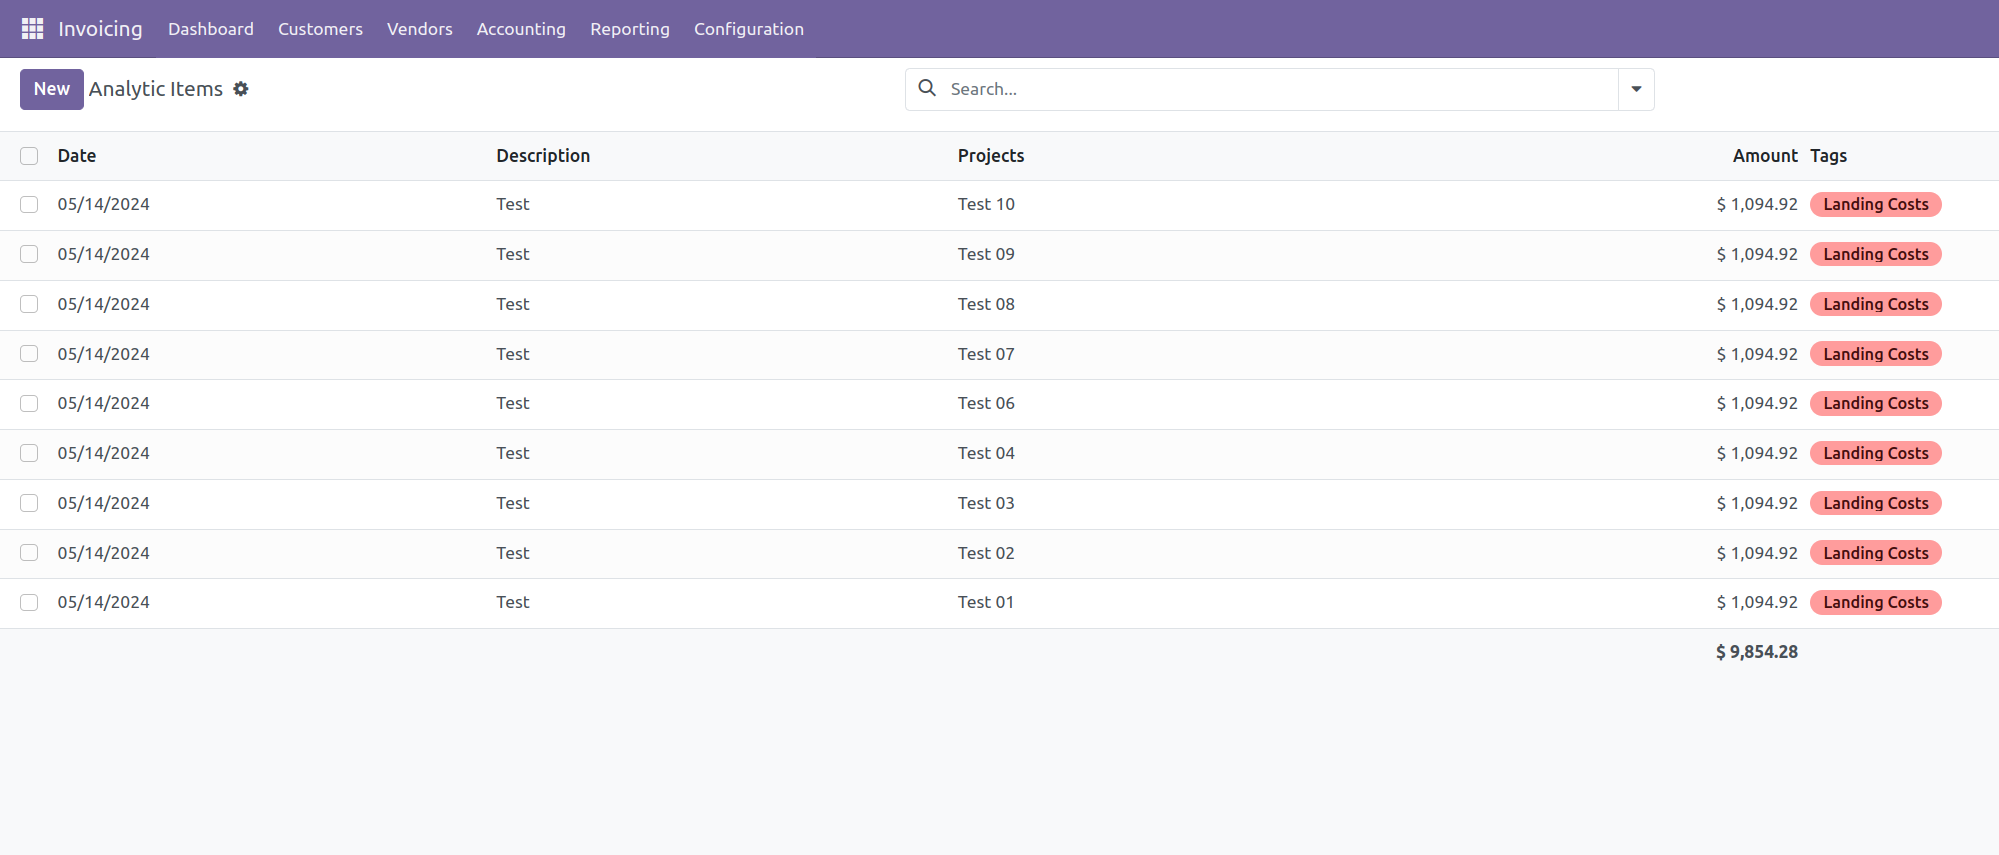 Invoicing Dashboard Customers Vendors Accounting Reporting Configuration
New Analytic Items Search...
Date Description Projects Amount Tags
05/14/2024 Test Test 10 $ 1,094.92 Landing Costs
05/14/2024 Test Test 09 $ 1,094.92 Landing Costs
05/14/2024 Test Test 08 $ 1,094.92 Landing Costs
05/14/2024 Test Test 07 $ 1,094.92 Landing Costs
05/14/2024 Test Test 06 $ 1,094.92 Landing Costs
05/14/2024 Test Test 04 $ 1,094.92 Landing Costs
05/14/2024 Test Test 03 $ 1,094.92 Landing Costs
05/14/2024 Test Test 02 $ 1,094.92 Landing Costs
05/14/2024 Test Test 01 $ 1,094.92 Landing Costs
$ 9,854.28